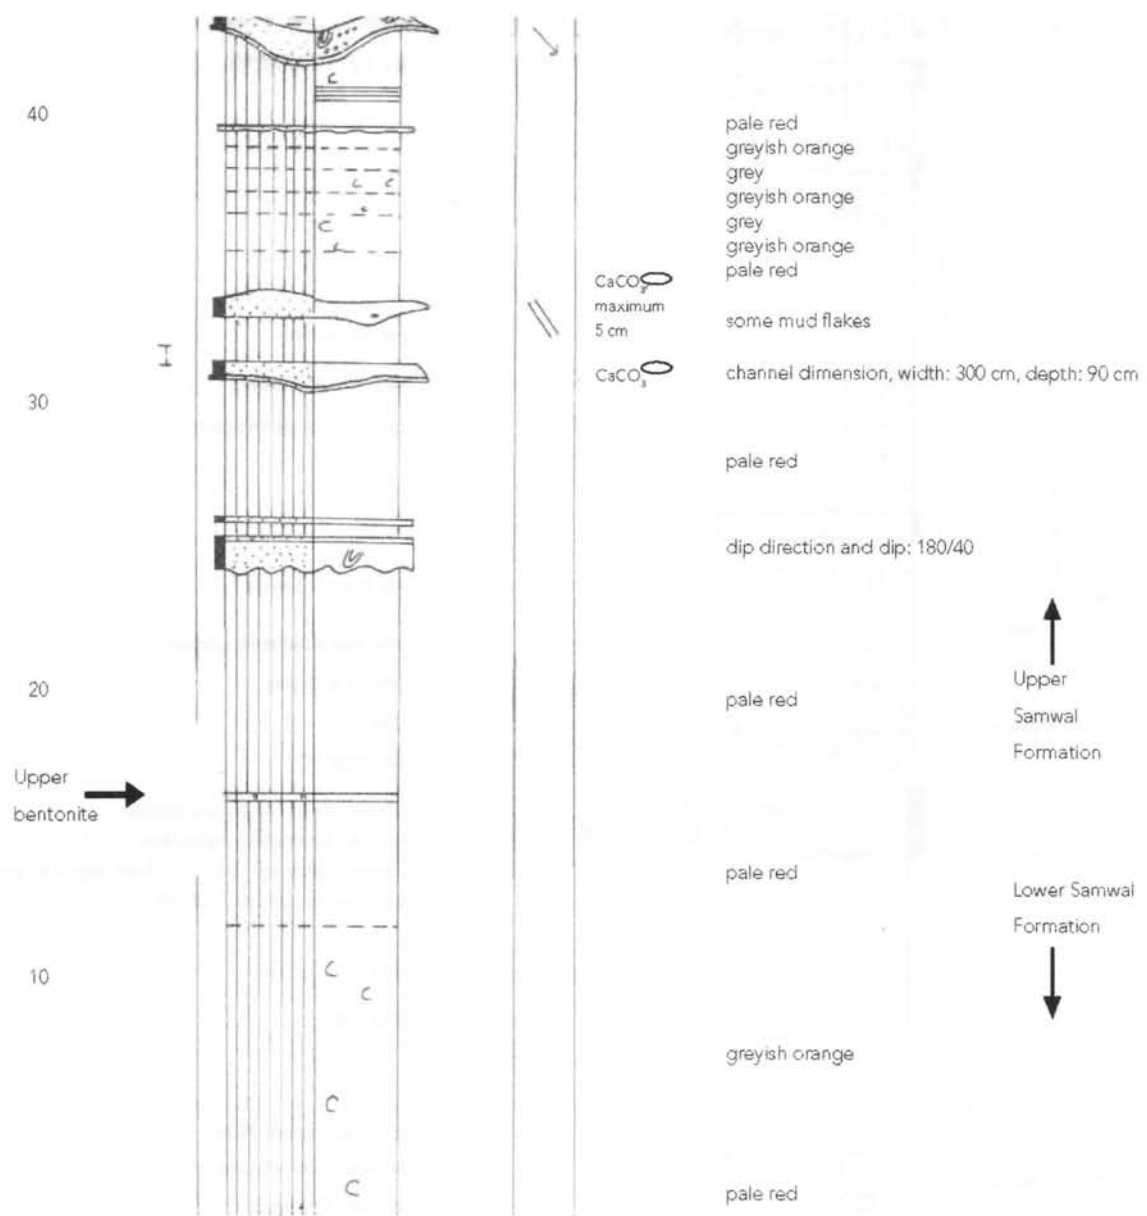 40
pale red
greyish orange
grey
greyish orange
grey
greyish orange
pale red
CaCO3
maximum
5 cm
some mud flakes
CaCO3
channel dimension, width: 300 cm, depth: 90 cm
30
pale red
dip direction and dip: 180/40
20
pale red
Upper
Samwal
Formation
Upper
bentonite
pale red
Lower Samwal
Formation
10
greyish orange
pale red